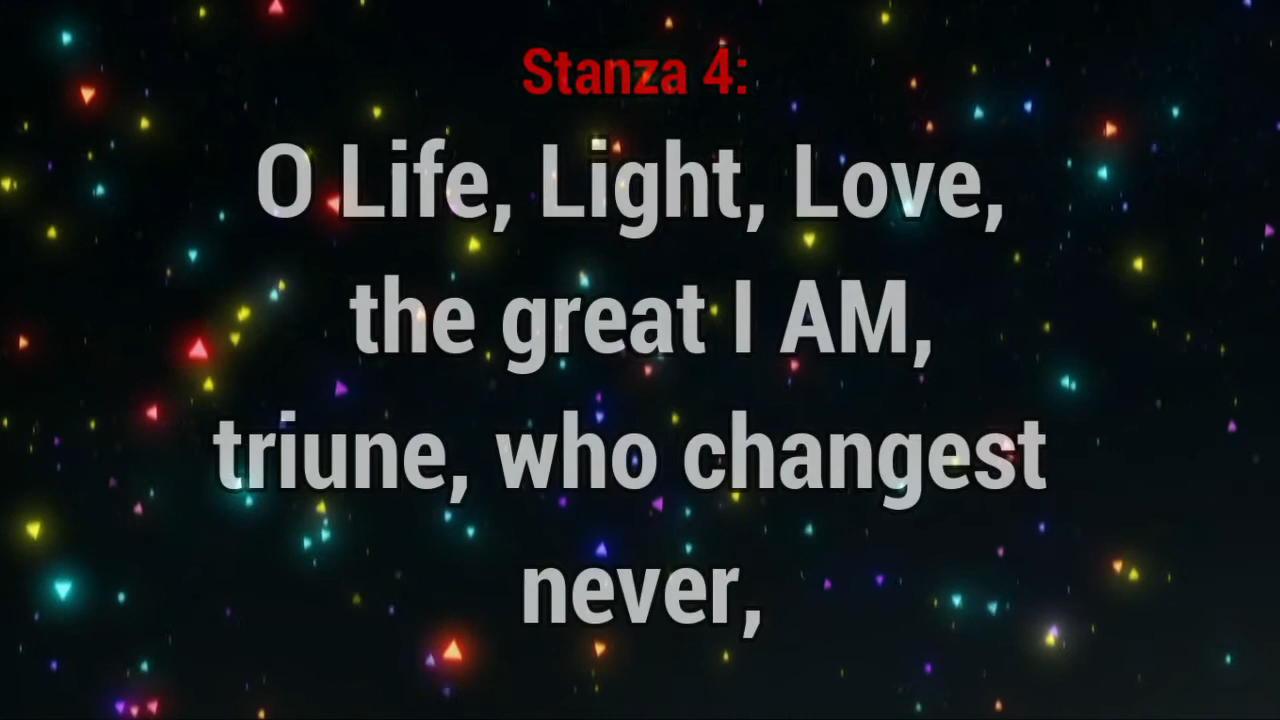 Stanza 4:
O Life, Light, Love,
the great I AM,
triune, who changest
never,